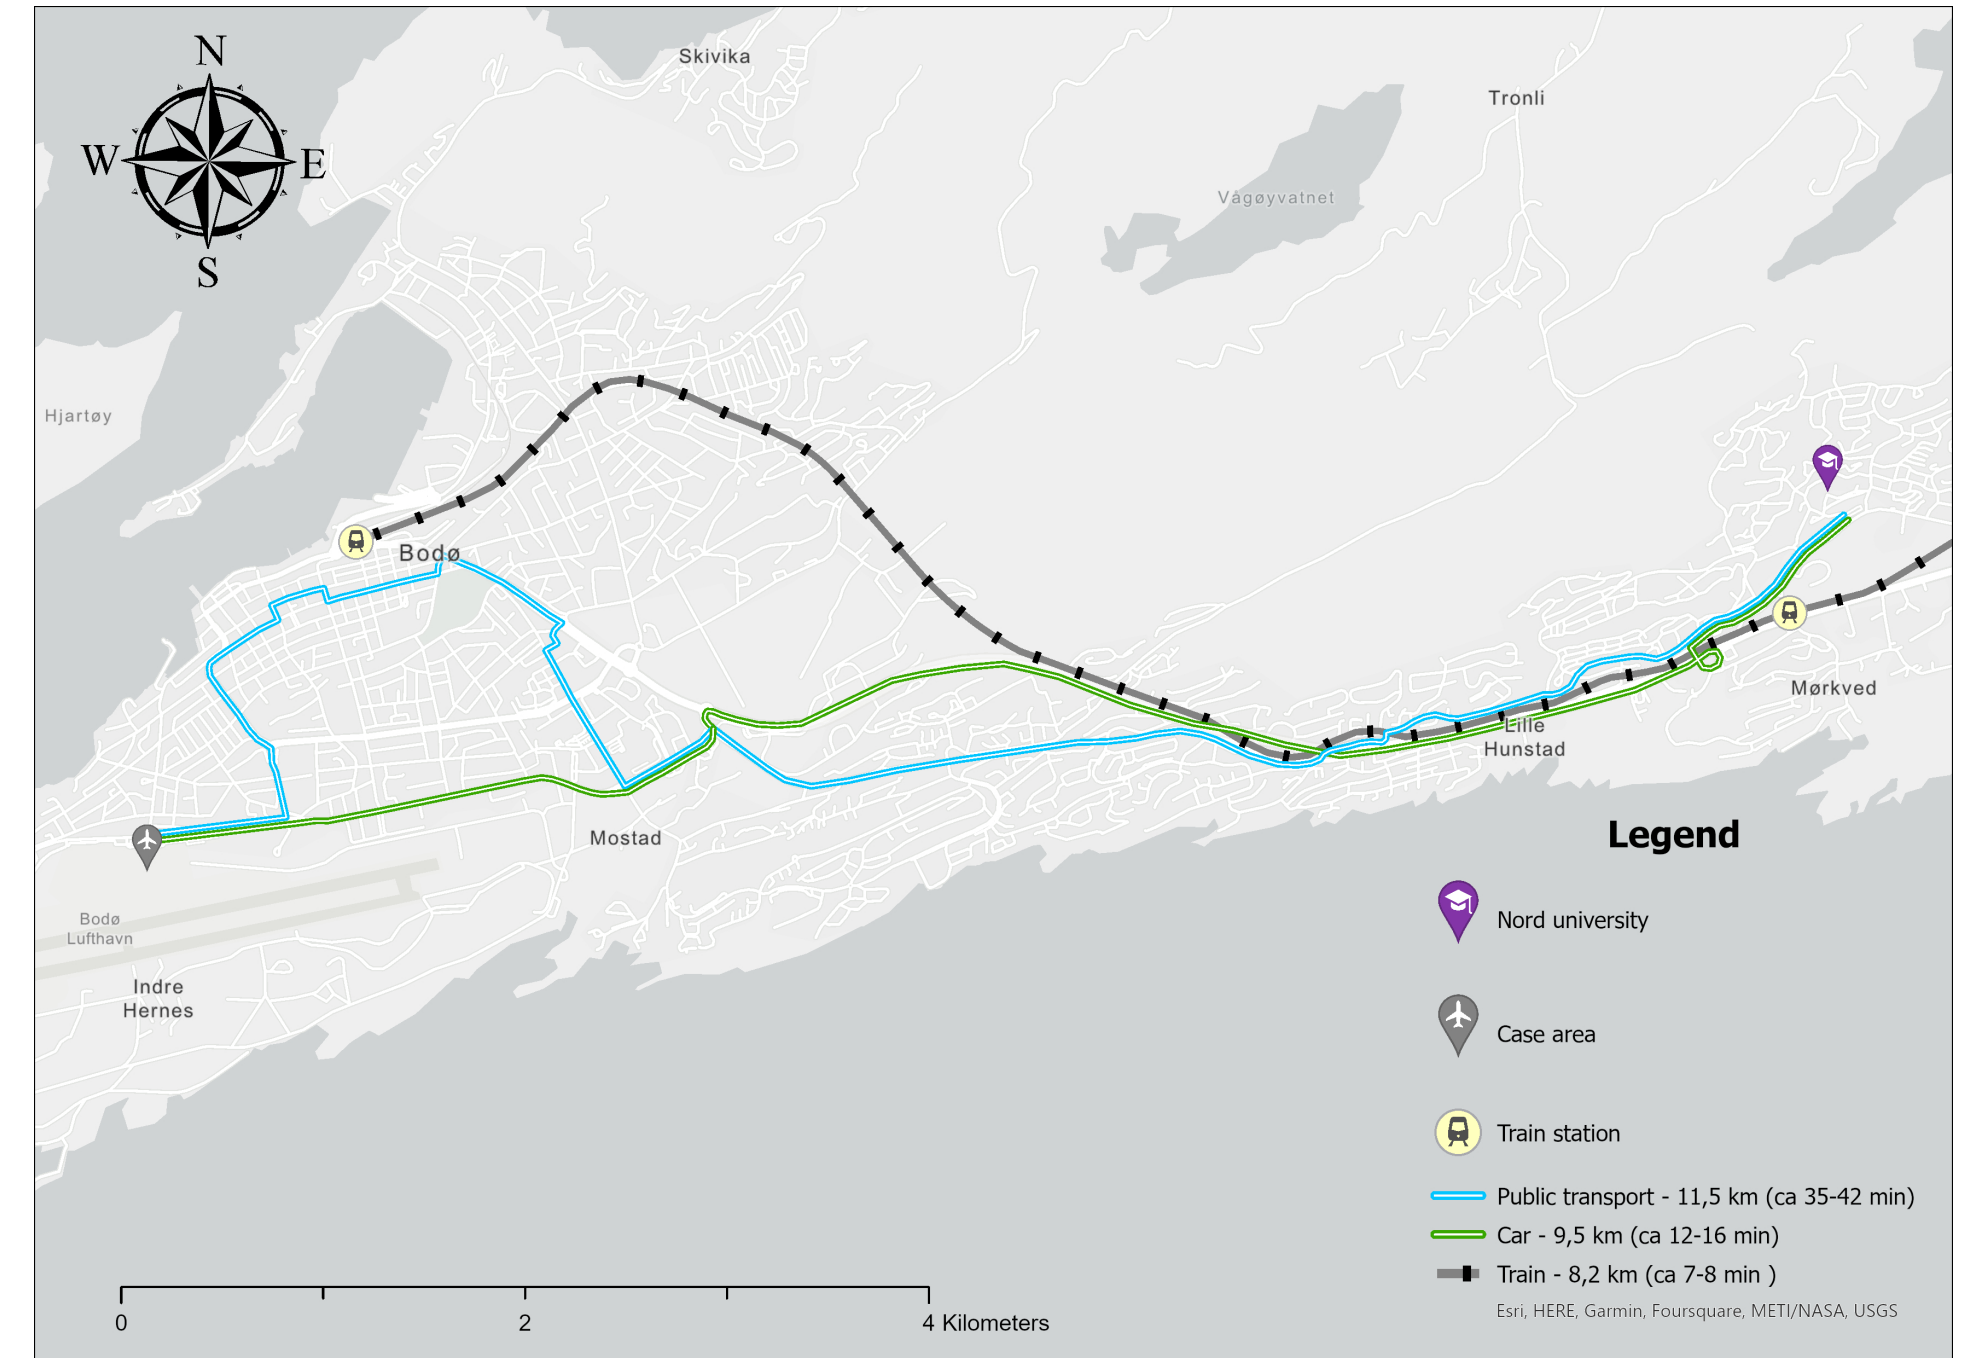 N
Skivika
Tronli
W
E
Vågøyvatnet
S
Hjartøy
Bodø
Mørkved
Lille
Hunstad
Mostad
Legend
Bodø
Lufthavn
Nord university
Indre
Hernes
Case area
Train station
Public transport - 11,5 km (ca 35-42 min)
Car - 9,5 km (ca 12-16 min)
Train - 8,2 km (ca 7-8 min )
Esri, HERE, Garmin, Foursquare, METI/NASA, USGS
0
2
4 Kilometers